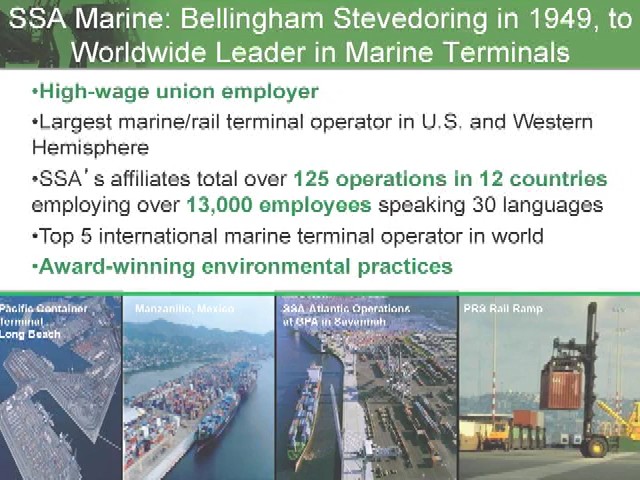 SSA Marine: Bellingham Stevedoring in 1949, to
Worldwide Leader in Marine Terminals
•High-wage union employer
•Largest marine/rail terminal operator in U.S. and Western
Hemisphere
•SSA's affiliates total over 125 operations in 12 countries
employing over 13,000 employees speaking 30 languages
•Top 5 international marine terminal operator in world
•Award-winning environmental practices
Pacific Container
Terminal
Long Beach
Manzanillo, Mexico
SSA Atlantic Operations
at GPA in Savannah
PRS Rail Ramp